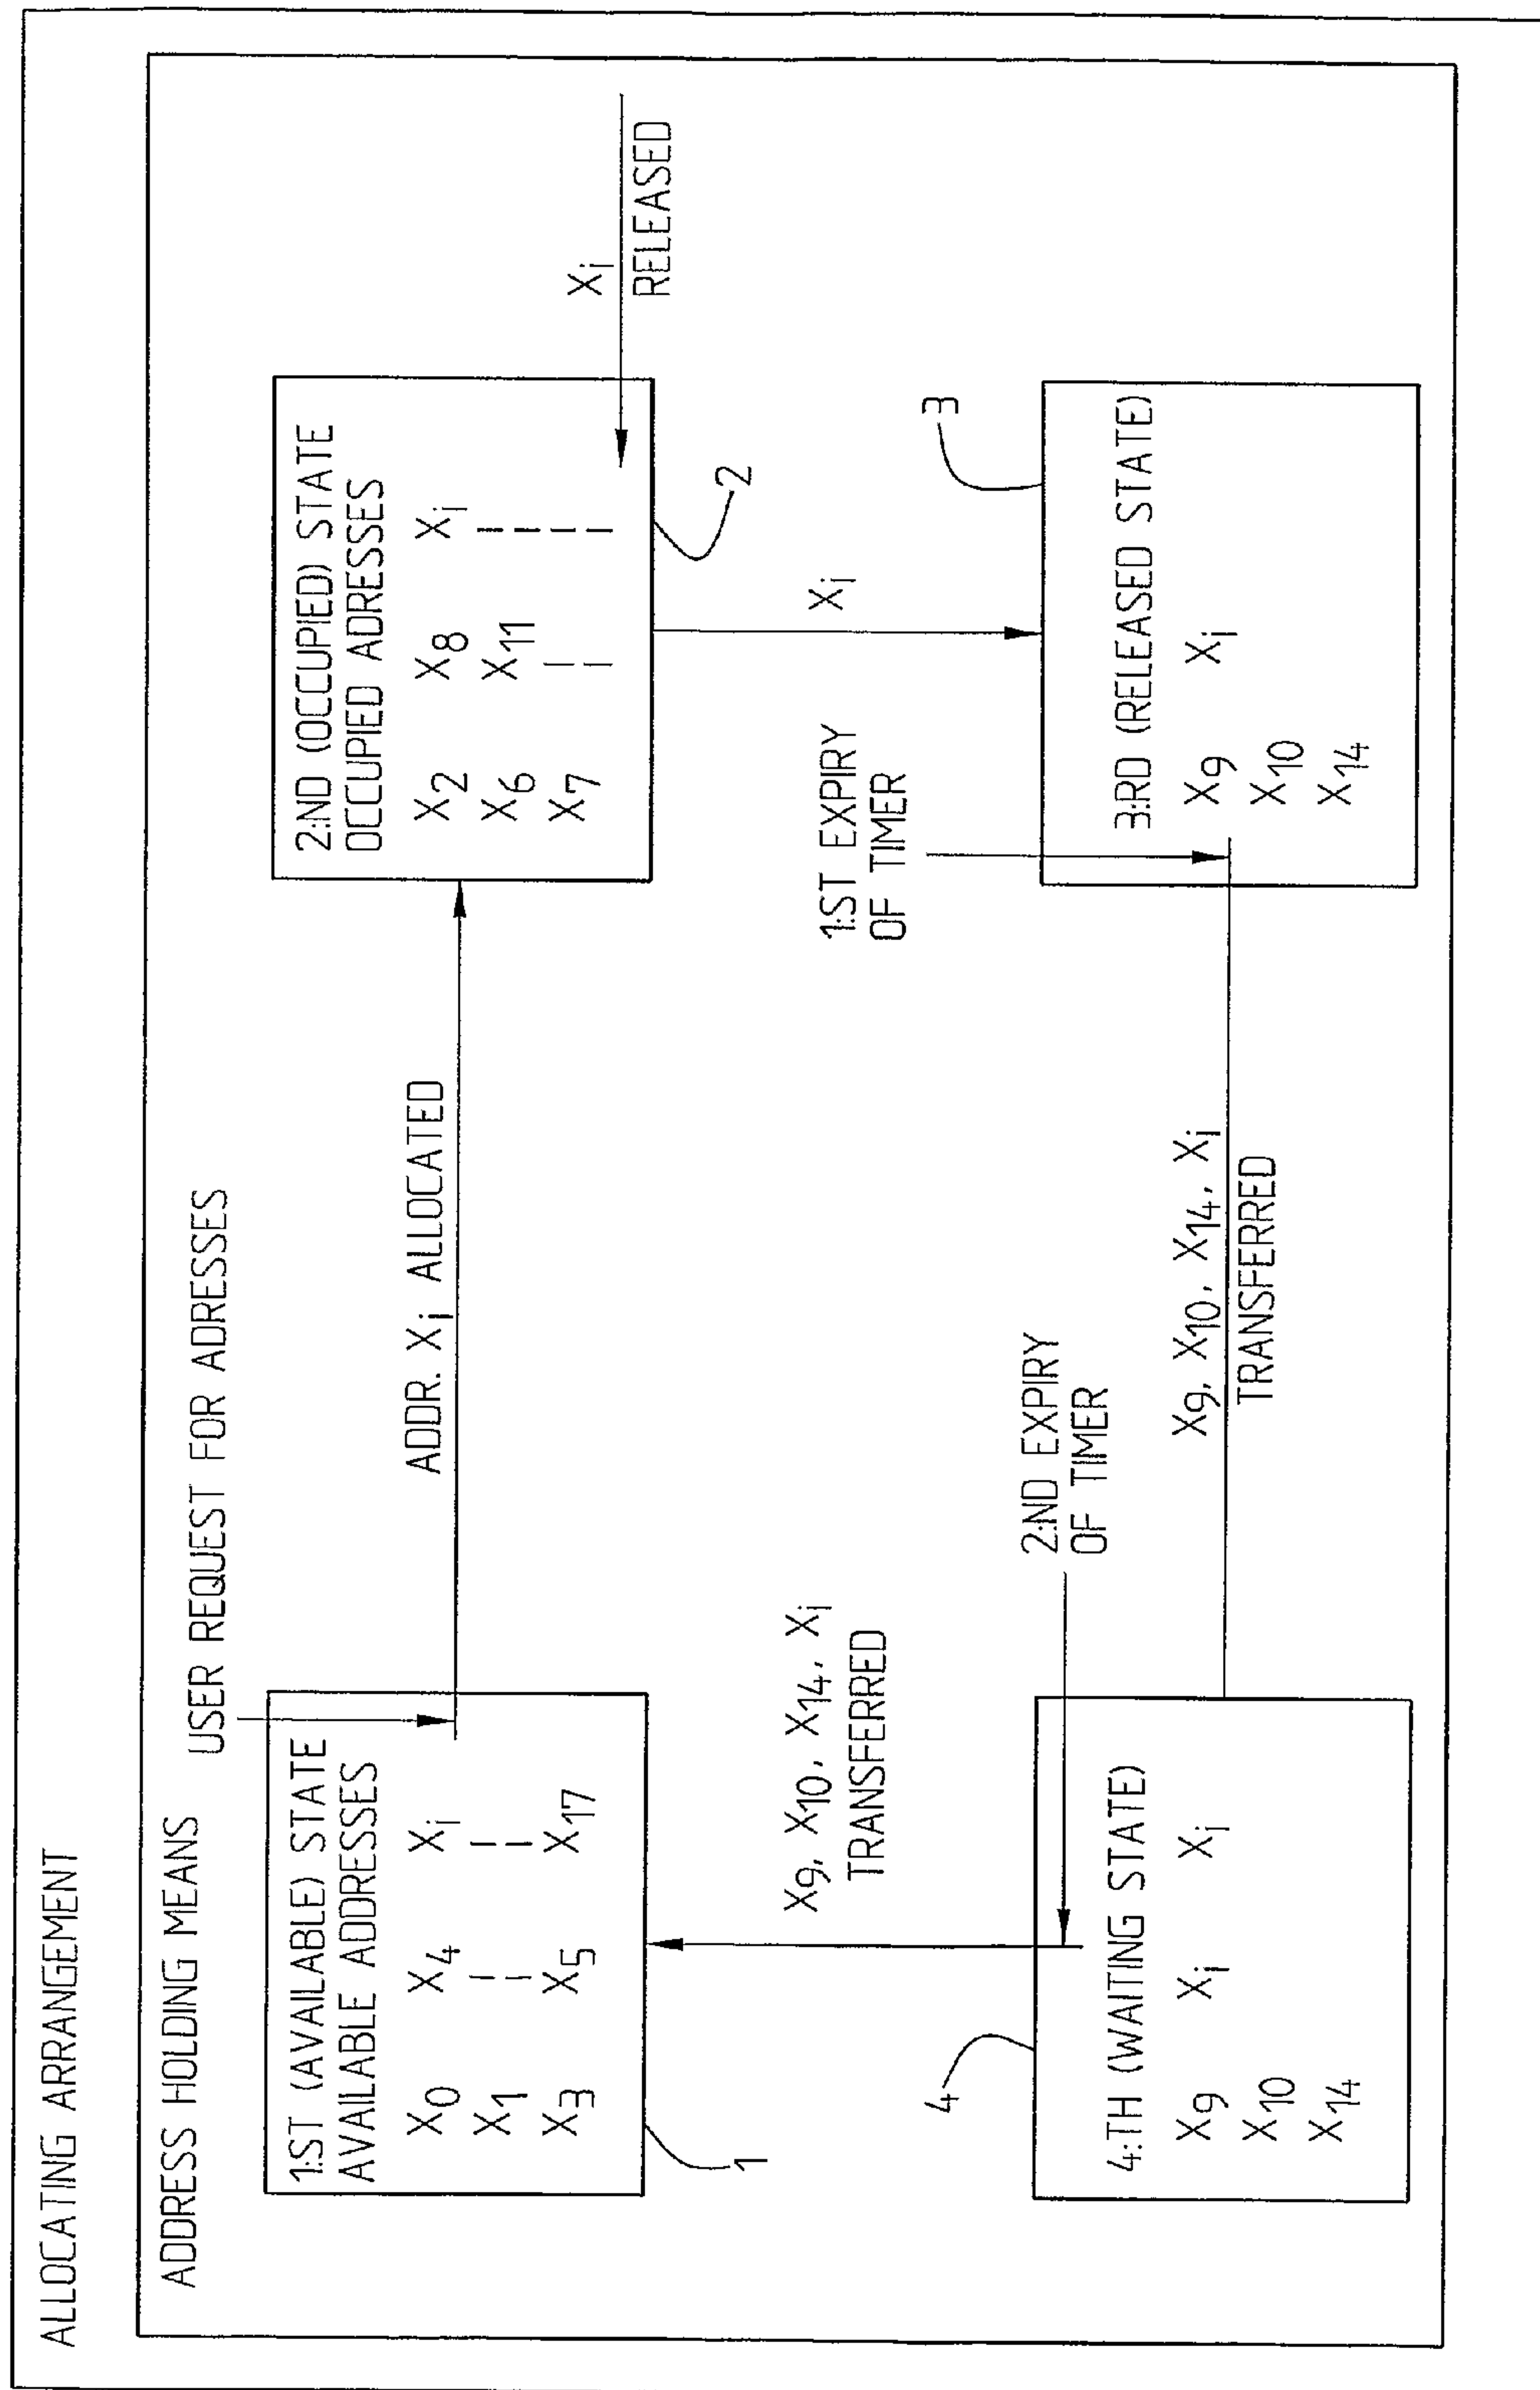 ALLOCATING ARRANGEMENT
ADDRESS HOLDING MEANS
USER REQUEST FOR ADRESSES
1:ST (AVAILABLE) STATE
AVAILABLE ADDRESSES
X0 X4 Xi
X1
X3 X5 X17
1
ADDR. Xi ALLOCATED
2:ND (OCCUPIED) STATE
OCCUPIED ADRESSES
X2 X8 Xi
X6 X11
X7
2
Xi
RELEASED
Xi
1:ST EXPIRY
OF TIMER
3
3:RD (RELEASED STATE)
X9 Xi
X10
X14
X9, X10, X14, Xi
TRANSFERRED
2:ND EXPIRY
OF TIMER
X9, X10, X14, Xi
TRANSFERRED
4
4:TH (WAITING STATE)
X9 Xi Xj
X10
X14